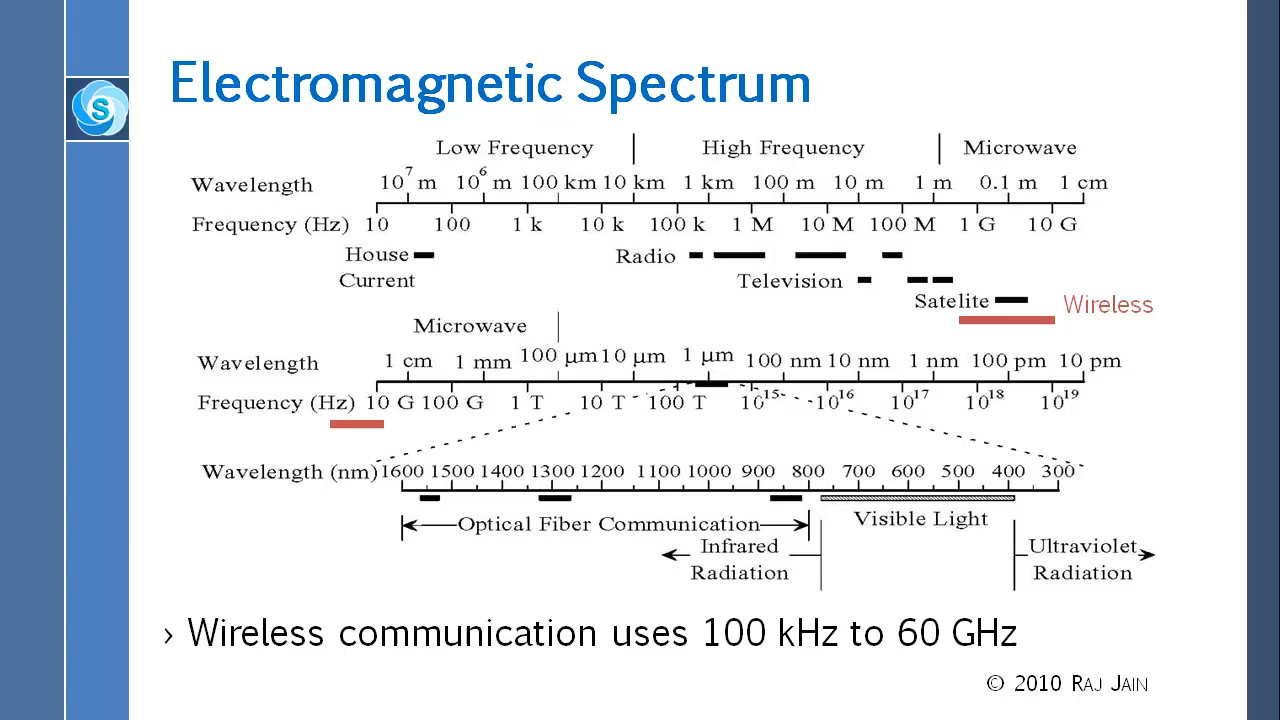 S
Electromagnetic Spectrum
Low Frequency High Frequency Microwave
Wavelength 10⁷ m 10⁶ m 100 km 10 km 1 km 100 m 10 m 1 m 0.1 m 1 cm
Frequency (Hz) 10 100 1 k 10 k 100 k 1 M 10 M 100 M 1 G 10 G
House Radio
Current Television
Satelite Wireless
Microwave
Wavelength 1 cm 1 mm 100 μm 10 μm 1 μm 100 nm 10 nm 1 nm 100 pm 10 pm
Frequency (Hz) 10 G 100 G 1 T 10 T 100 T 10¹⁵ 10¹⁶ 10¹⁷ 10¹⁸ 10¹⁹
Wavelength (nm) 1600 1500 1400 1300 1200 1100 1000 900 800 700 600 500 400 300
Optical Fiber Communication Visible Light
Infrared Ultraviolet
Radiation Radiation
› Wireless communication uses 100 kHz to 60 GHz
© 2010 RAJ JAIN